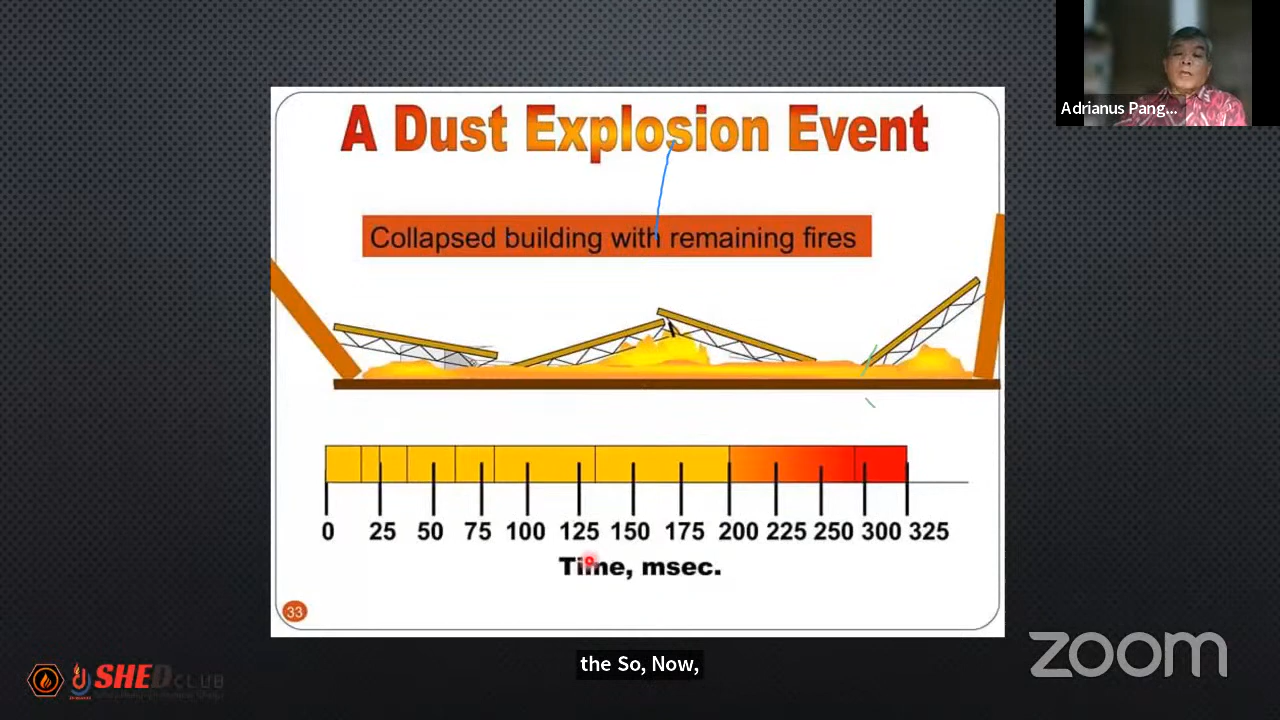 Adrianus Pang...
A Dust Explosion Event
Collapsed building with remaining fires
0 25 50 75 100 125 150 175 200 225 250 300 325
Time, msec.
33
the So, Now,
SHED CLUB
zoom